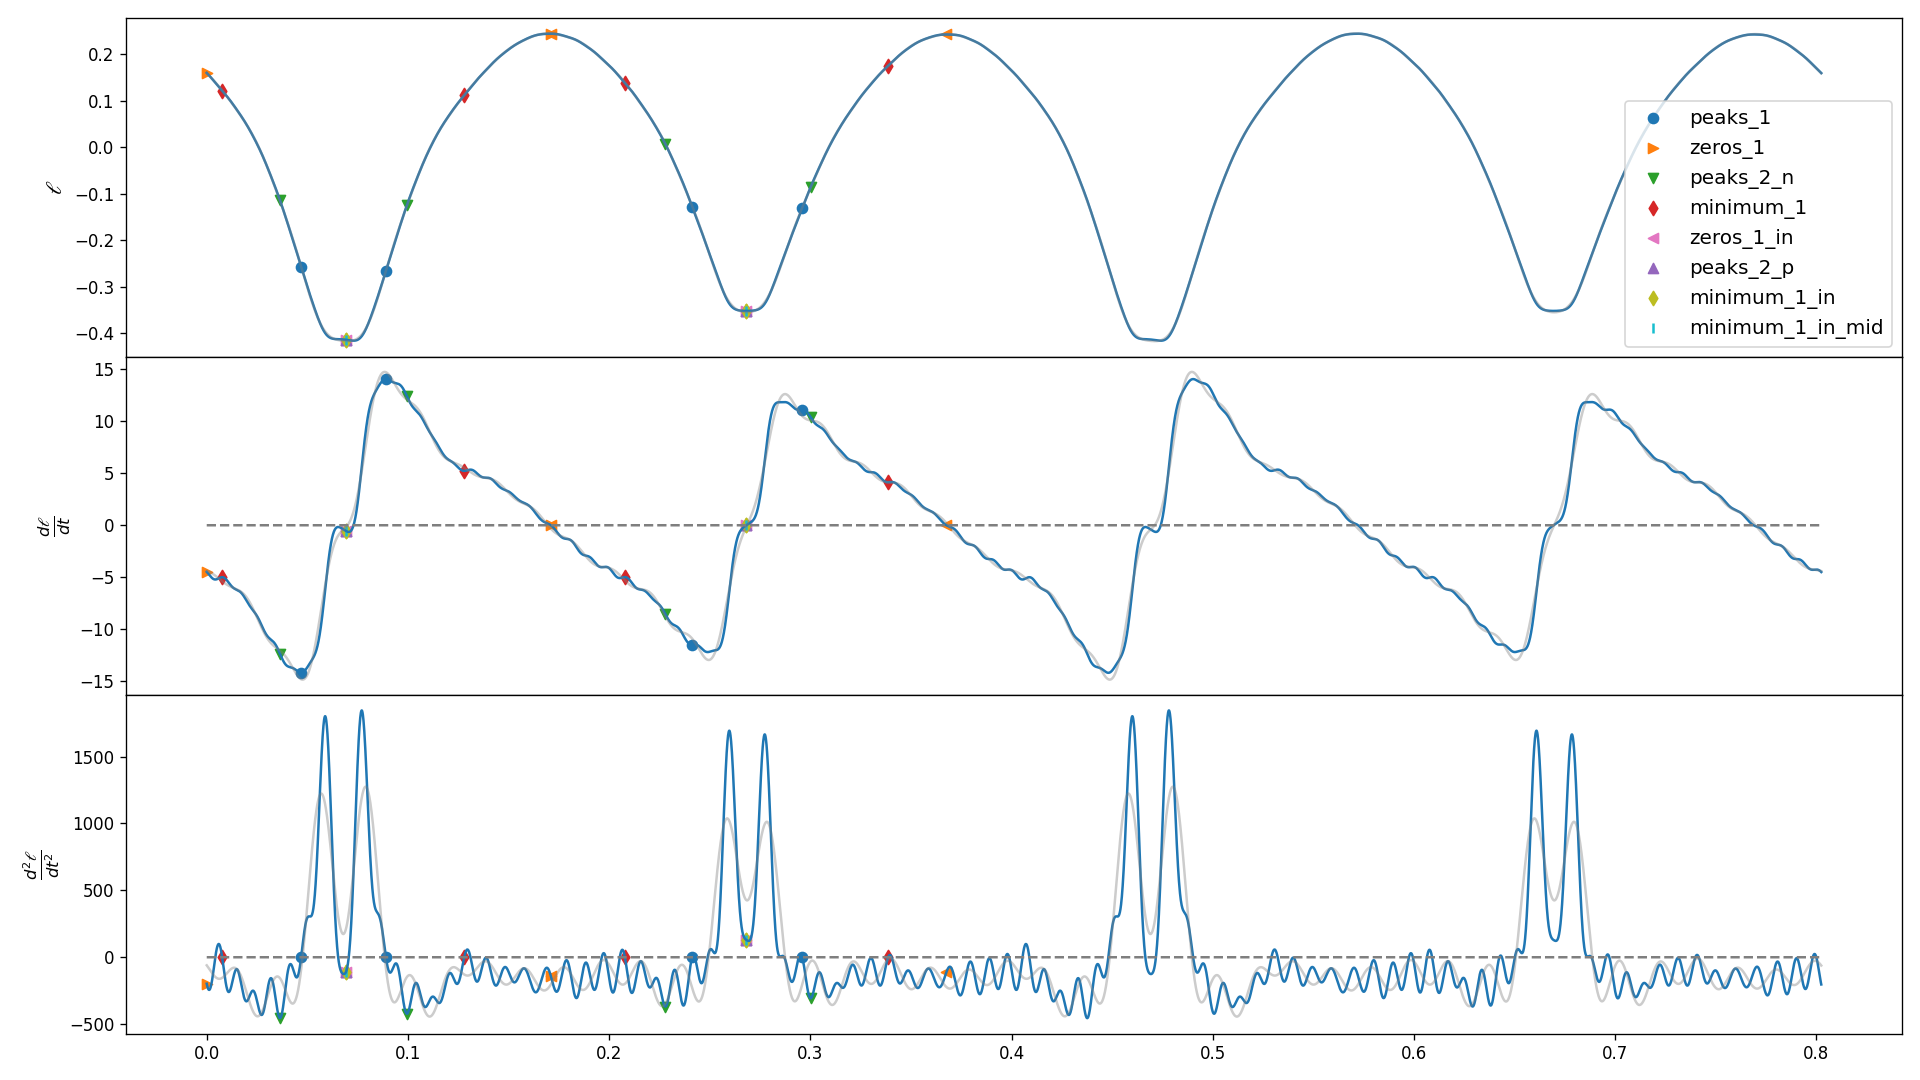 ℓ
0.2
0.1
0.0
−0.1
−0.2
−0.3
−0.4
peaks_1
zeros_1
peaks_2_n
minimum_1
zeros_1_in
peaks_2_p
minimum_1_in
minimum_1_in_mid
dℓ
dt
15
10
5
0
−5
−10
−15
d²ℓ
dt²
1500
1000
500
0
−500
0.0 0.1 0.2 0.3 0.4 0.5 0.6 0.7 0.8